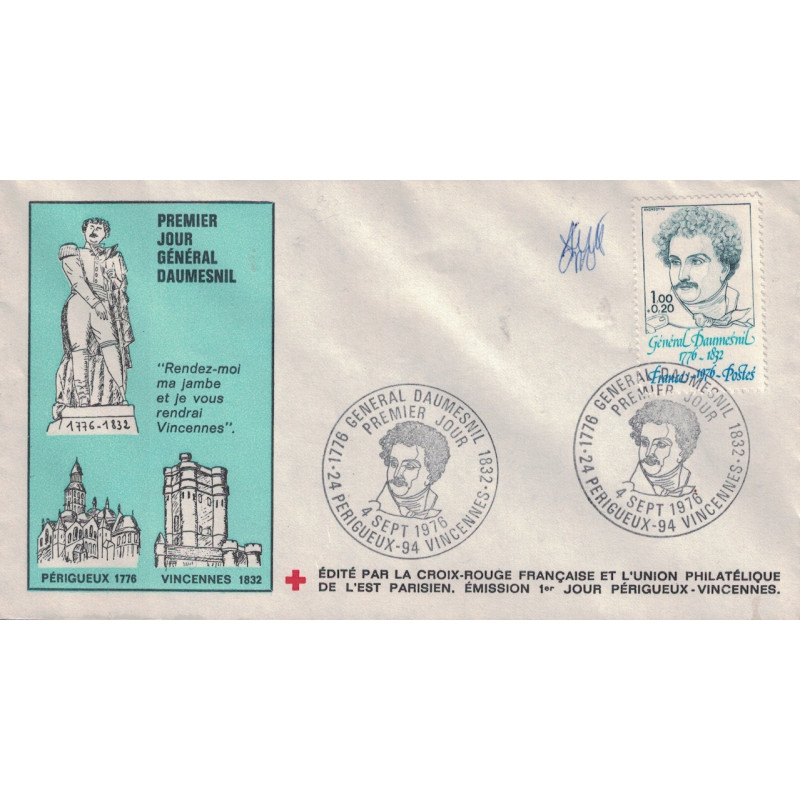 PREMIER
JOUR
GÉNÉRAL
DAUMESNIL
"Rendez-moi
ma jambe
et je vous
rendrai
Vincennes".
1776-1832
PÉRIGUEUX 1776
VINCENNES 1832
1.00
+0.20
Général Daumesnil
1776-1832
France-1976-Postes
GENERAL DAUMESNIL 1776 1832
PREMIER JOUR
4 SEPT 1976
24 PERIGUEUX-94 VINCENNES
GENERAL DAUMESNIL 1776 1832
PREMIER JOUR
4 SEPT 1976
24 PERIGUEUX-94 VINCENNES
ÉDITÉ PAR LA CROIX-ROUGE FRANÇAISE ET L'UNION PHILATÉLIQUE
DE L'EST PARISIEN. ÉMISSION 1er JOUR PÉRIGUEUX-VINCENNES.